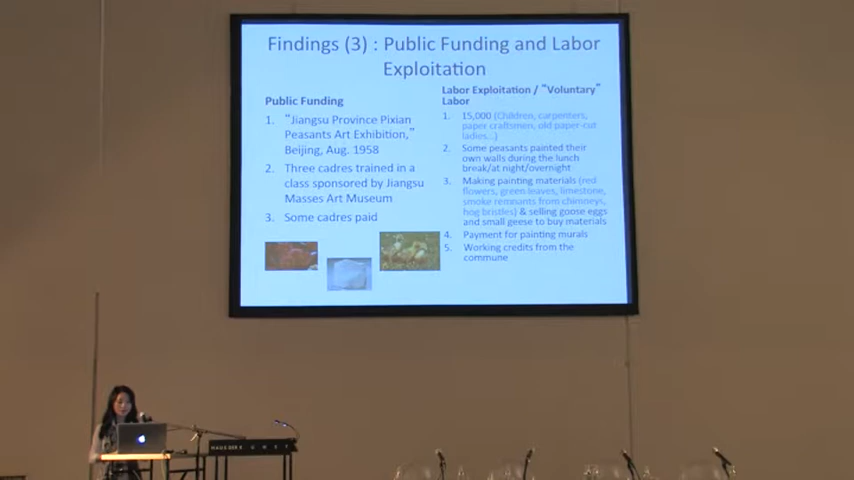 Findings (3) : Public Funding and Labor
Exploitation
Public Funding
1. “Jiangsu Province Pixian
Peasants Art Exhibition,”
Beijing, Aug. 1958
2. Three cadres trained in a
class sponsored by Jiangsu
Masses Art Museum
3. Some cadres paid
Labor Exploitation / “Voluntary”
Labor
1. 15,000 (Children, carpenters,
paper craftsmen, old paper-cut
ladies...)
2. Some peasants painted their
own walls during the lunch
break/at night/overnight
3. Making painting materials (red
flowers, green leaves, limestone,
smoke remnants from chimneys,
hog bristles) & selling goose eggs
and small geese to buy materials
4. Payment for painting murals
5. Working credits from the
commune
HAUS DER K U N S T